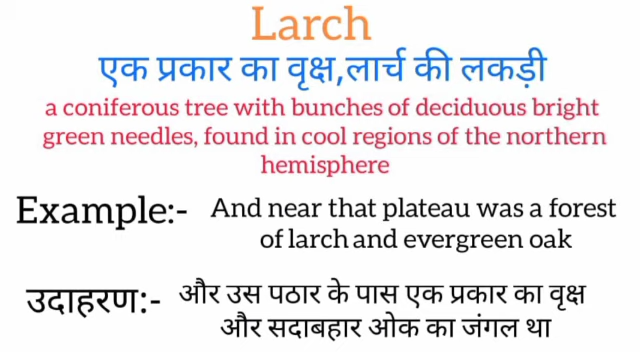 Larch
एक प्रकार का वृक्ष,लार्च की लकड़ी
a coniferous tree with bunches of deciduous bright
green needles, found in cool regions of the northern
hemisphere
Example:- And near that plateau was a forest
of larch and evergreen oak
उदाहरण:- और उस पठार के पास एक प्रकार का वृक्ष
और सदाबहार ओक का जंगल था